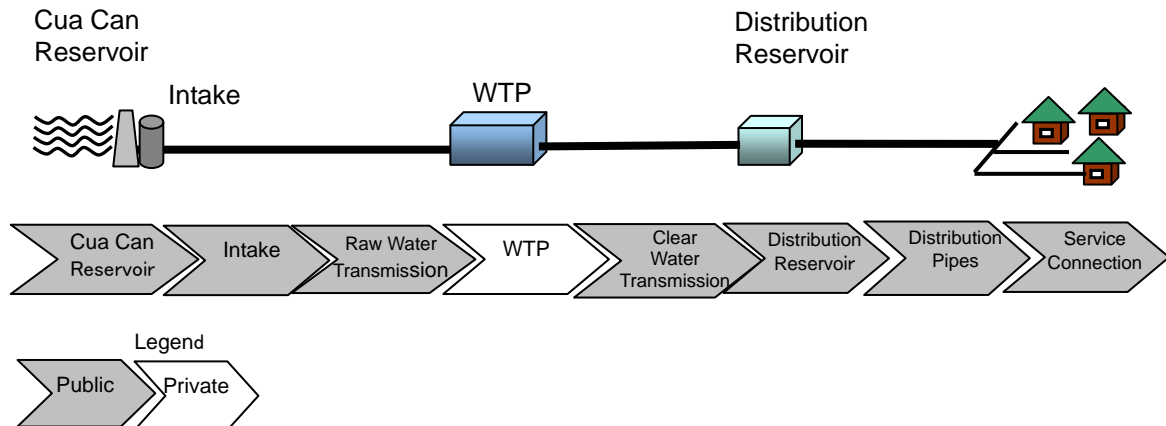 Cua Can
Reservoir
Distribution
Reservoir
Intake
WTP
Cua Can
Reservoir
Intake
Raw Water
Transmission
WTP
Clear
Water
Transmission
Distribution
Reservoir
Distribution
Pipes
Service
Connection
Legend
Public
Private